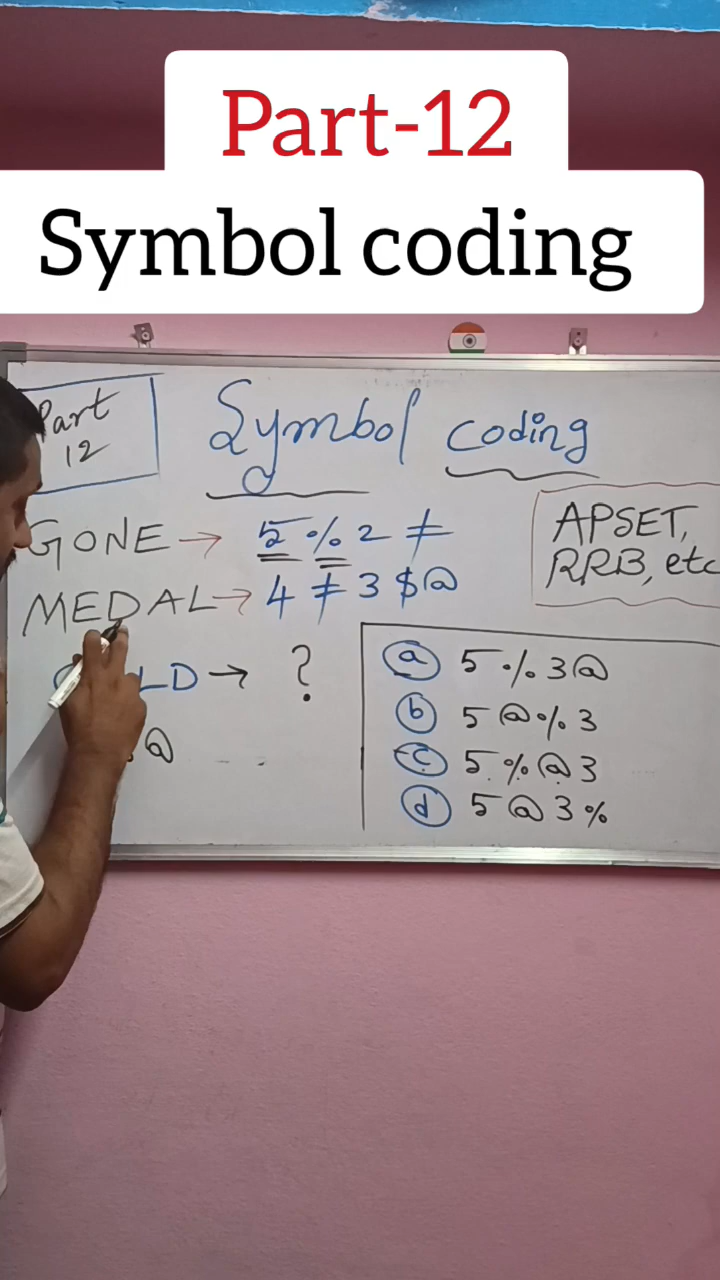 Part-12
Symbol coding
Part
12
Symbol coding
GONE → 5 % 2 ≠
MEDAL → 4 ≠ 3 $ @
APSET,
RRB, etc
LD → ?
@
a 5 % 3 @
b 5 @ % 3
c 5 % @ 3
d 5 @ 3 %